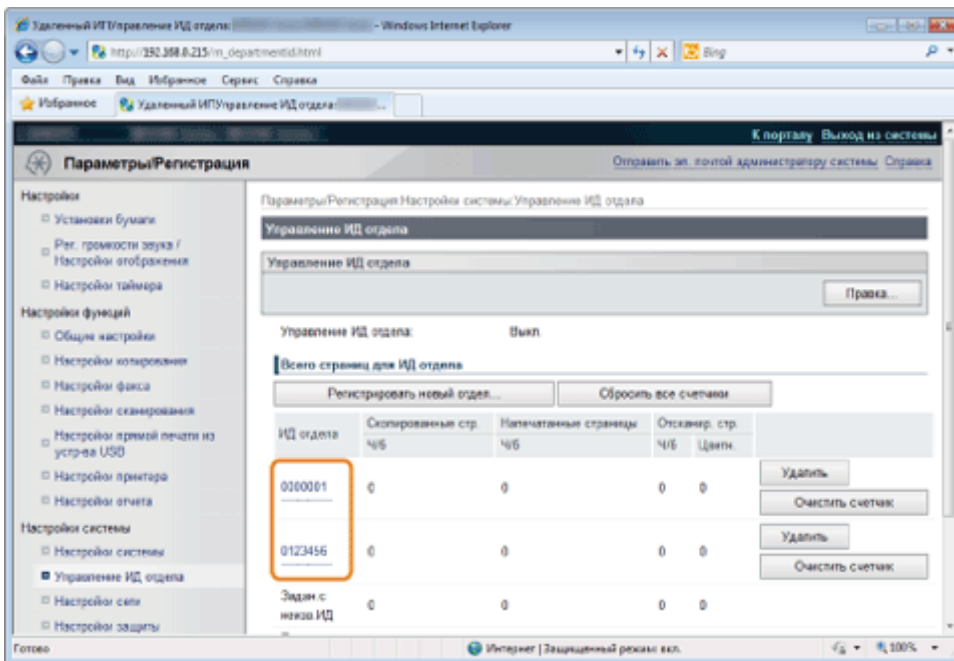 Удаленный ИП:Управление ИД отдела: - Windows Internet Explorer
http://192.168.0.215/m_departmentid.html
Bing
Файл Правка Вид Избранное Сервис Справка
Избранное Удаленный ИП:Управление ИД отдела: ...
К порталу Выход из системы
Параметры/Регистрация
Отправить эл. почтой администратору системы Справка
Настройки
Установки бумаги
Рег. громкости звука /
Настройки отображения
Настройки таймера
Настройки функций
Общие настройки
Настройки копирования
Настройки факса
Настройки сканирования
Настройки прямой печати из
устр-ва USB
Настройки принтера
Настройки отчета
Настройки системы
Настройки системы
Управление ИД отдела
Настройки сети
Настройки защиты
Параметры/Регистрация:Настройки системы:Управление ИД отдела
Управление ИД отдела
Управление ИД отдела
Правка...
Управление ИД отдела: Выкл.
Всего страниц для ИД отдела
Регистрировать новый отдел... Сбросить все счетчики
ИД отдела Скопированные стр. Напечатанные страницы Отсканир. стр.
Ч/Б Ч/Б Ч/Б Цветн.
0000001 0 0 0 0 Удалить
Очистить счетчик
0123456 0 0 0 0 Удалить
Очистить счетчик
Задан.с
неизв.ИД 0 0 0 0
Готово Интернет | Защищенный режим: вкл. 100%